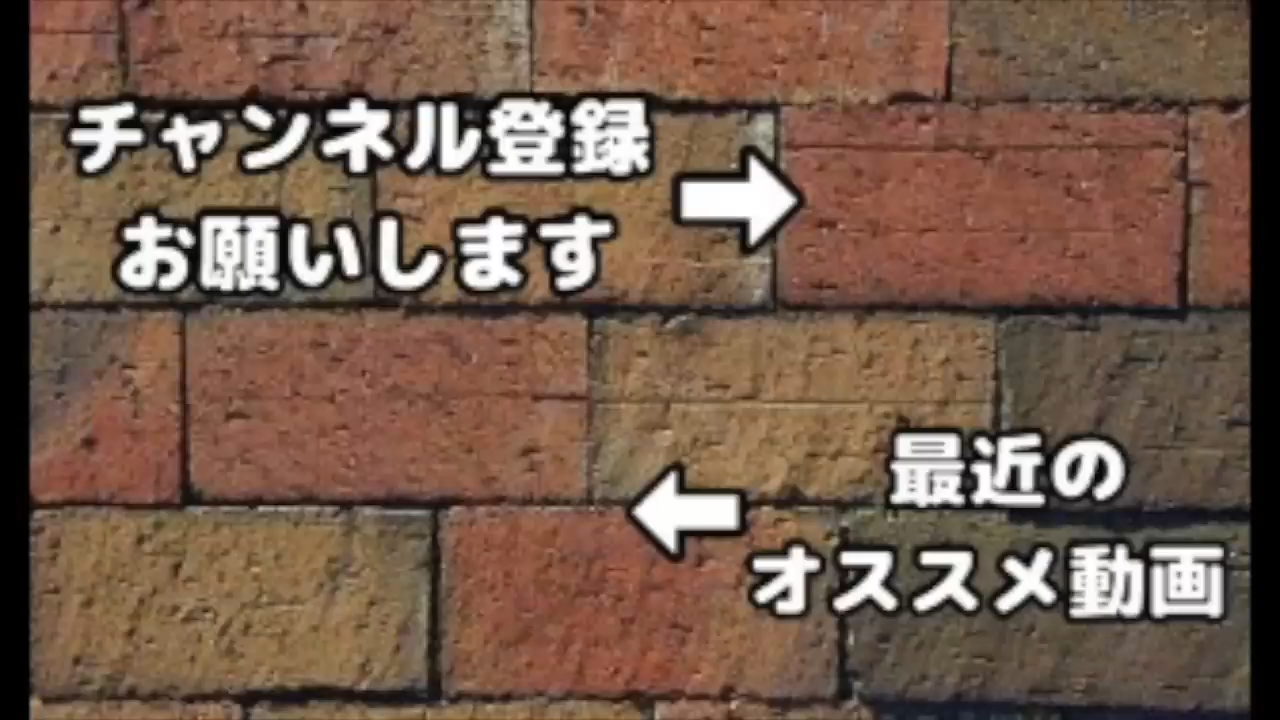 チャンネル登録
お願いします
最近の
オススメ動画